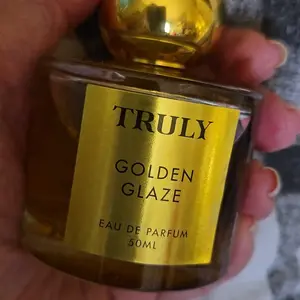 TRULY
GOLDEN
GLAZE
EAU DE PARFUM
50ML